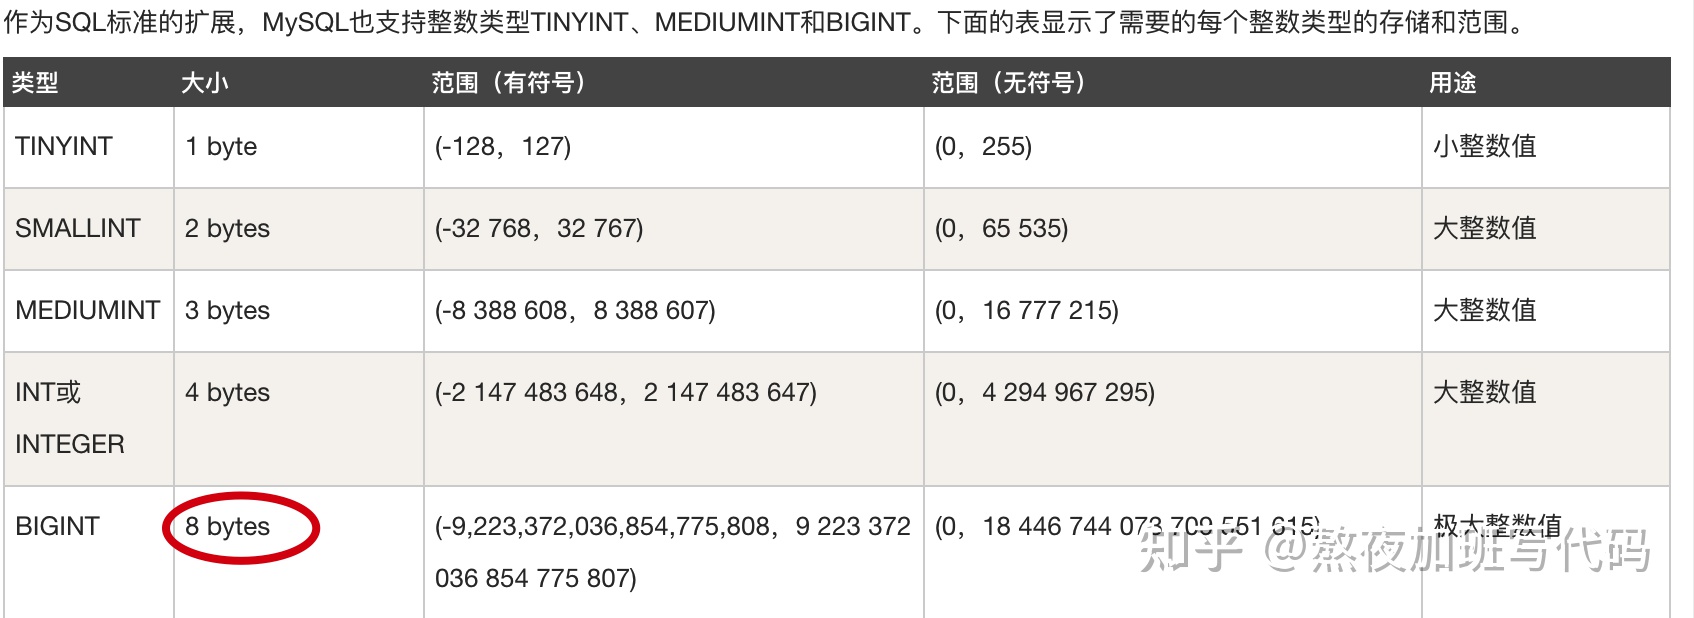 作为SQL标准的扩展，MySQL也支持整数类型TINYINT、MEDIUMINT和BIGINT。下面的表显示了需要的每个整数类型的存储和范围。
类型 大小 范围（有符号） 范围（无符号） 用途
TINYINT 1 byte (-128，127) (0，255) 小整数值
SMALLINT 2 bytes (-32 768，32 767) (0，65 535) 大整数值
MEDIUMINT 3 bytes (-8 388 608，8 388 607) (0，16 777 215) 大整数值
INT或 4 bytes (-2 147 483 648，2 147 483 647) (0，4 294 967 295) 大整数值
INTEGER
BIGINT 8 bytes (-9,223,372,036,854,775,808，9 223 372 (0，18 446 744 073 709 551 615) 极大整数值
036 854 775 807)
知乎 @熬夜加班写代码